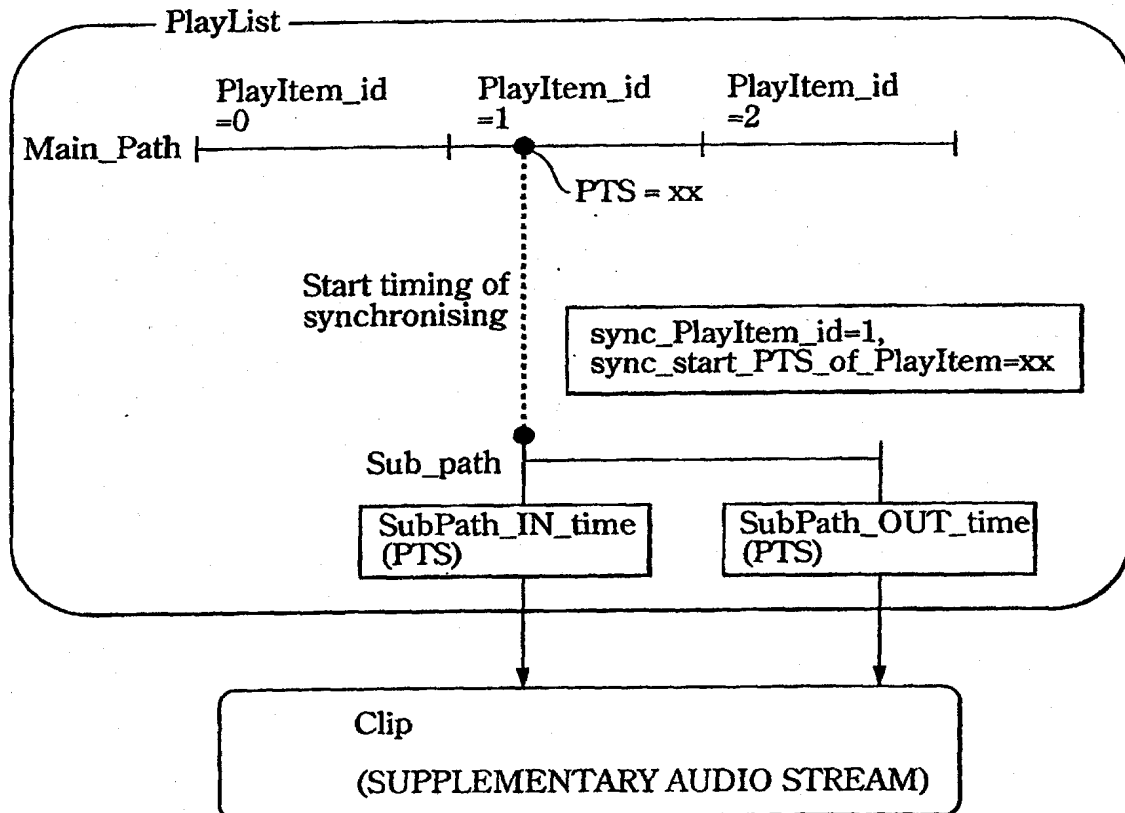 PlayList
PlayItem_id
=0
PlayItem_id
=1
PlayItem_id
=2
Main_Path
PTS = xx
Start timing of
synchronising
sync_PlayItem_id=1,
sync_start_PTS_of_PlayItem=xx
Sub_path
SubPath_IN_time
(PTS)
SubPath_OUT_time
(PTS)
Clip
(SUPPLEMENTARY AUDIO STREAM)